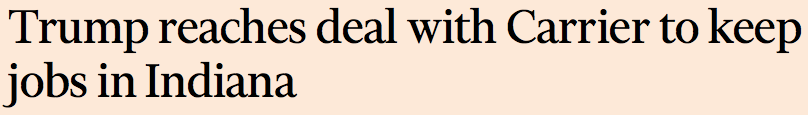 Trump reaches deal with Carrier to keep
jobs in Indiana